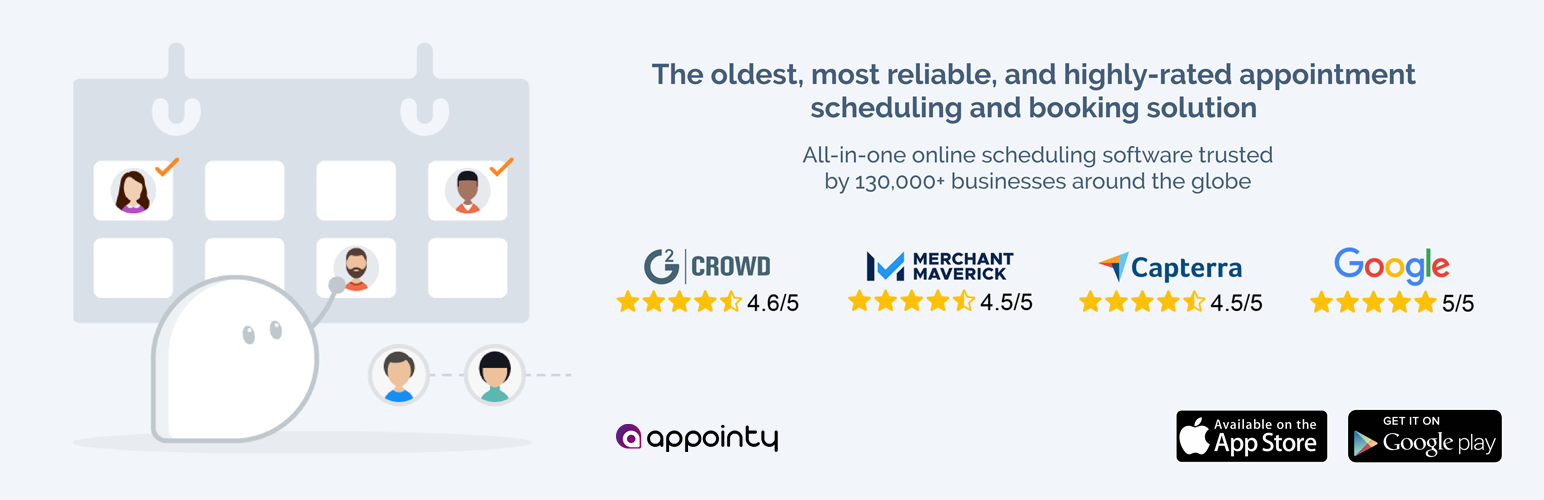 The oldest, most reliable, and highly-rated appointment
scheduling and booking solution
All-in-one online scheduling software trusted
by 130,000+ businesses around the globe
G2 | CROWD
4.6/5
MERCHANT
MAVERICK
4.5/5
Capterra
4.5/5
Google
5/5
appointy
Available on the
App Store
GET IT ON
Google play